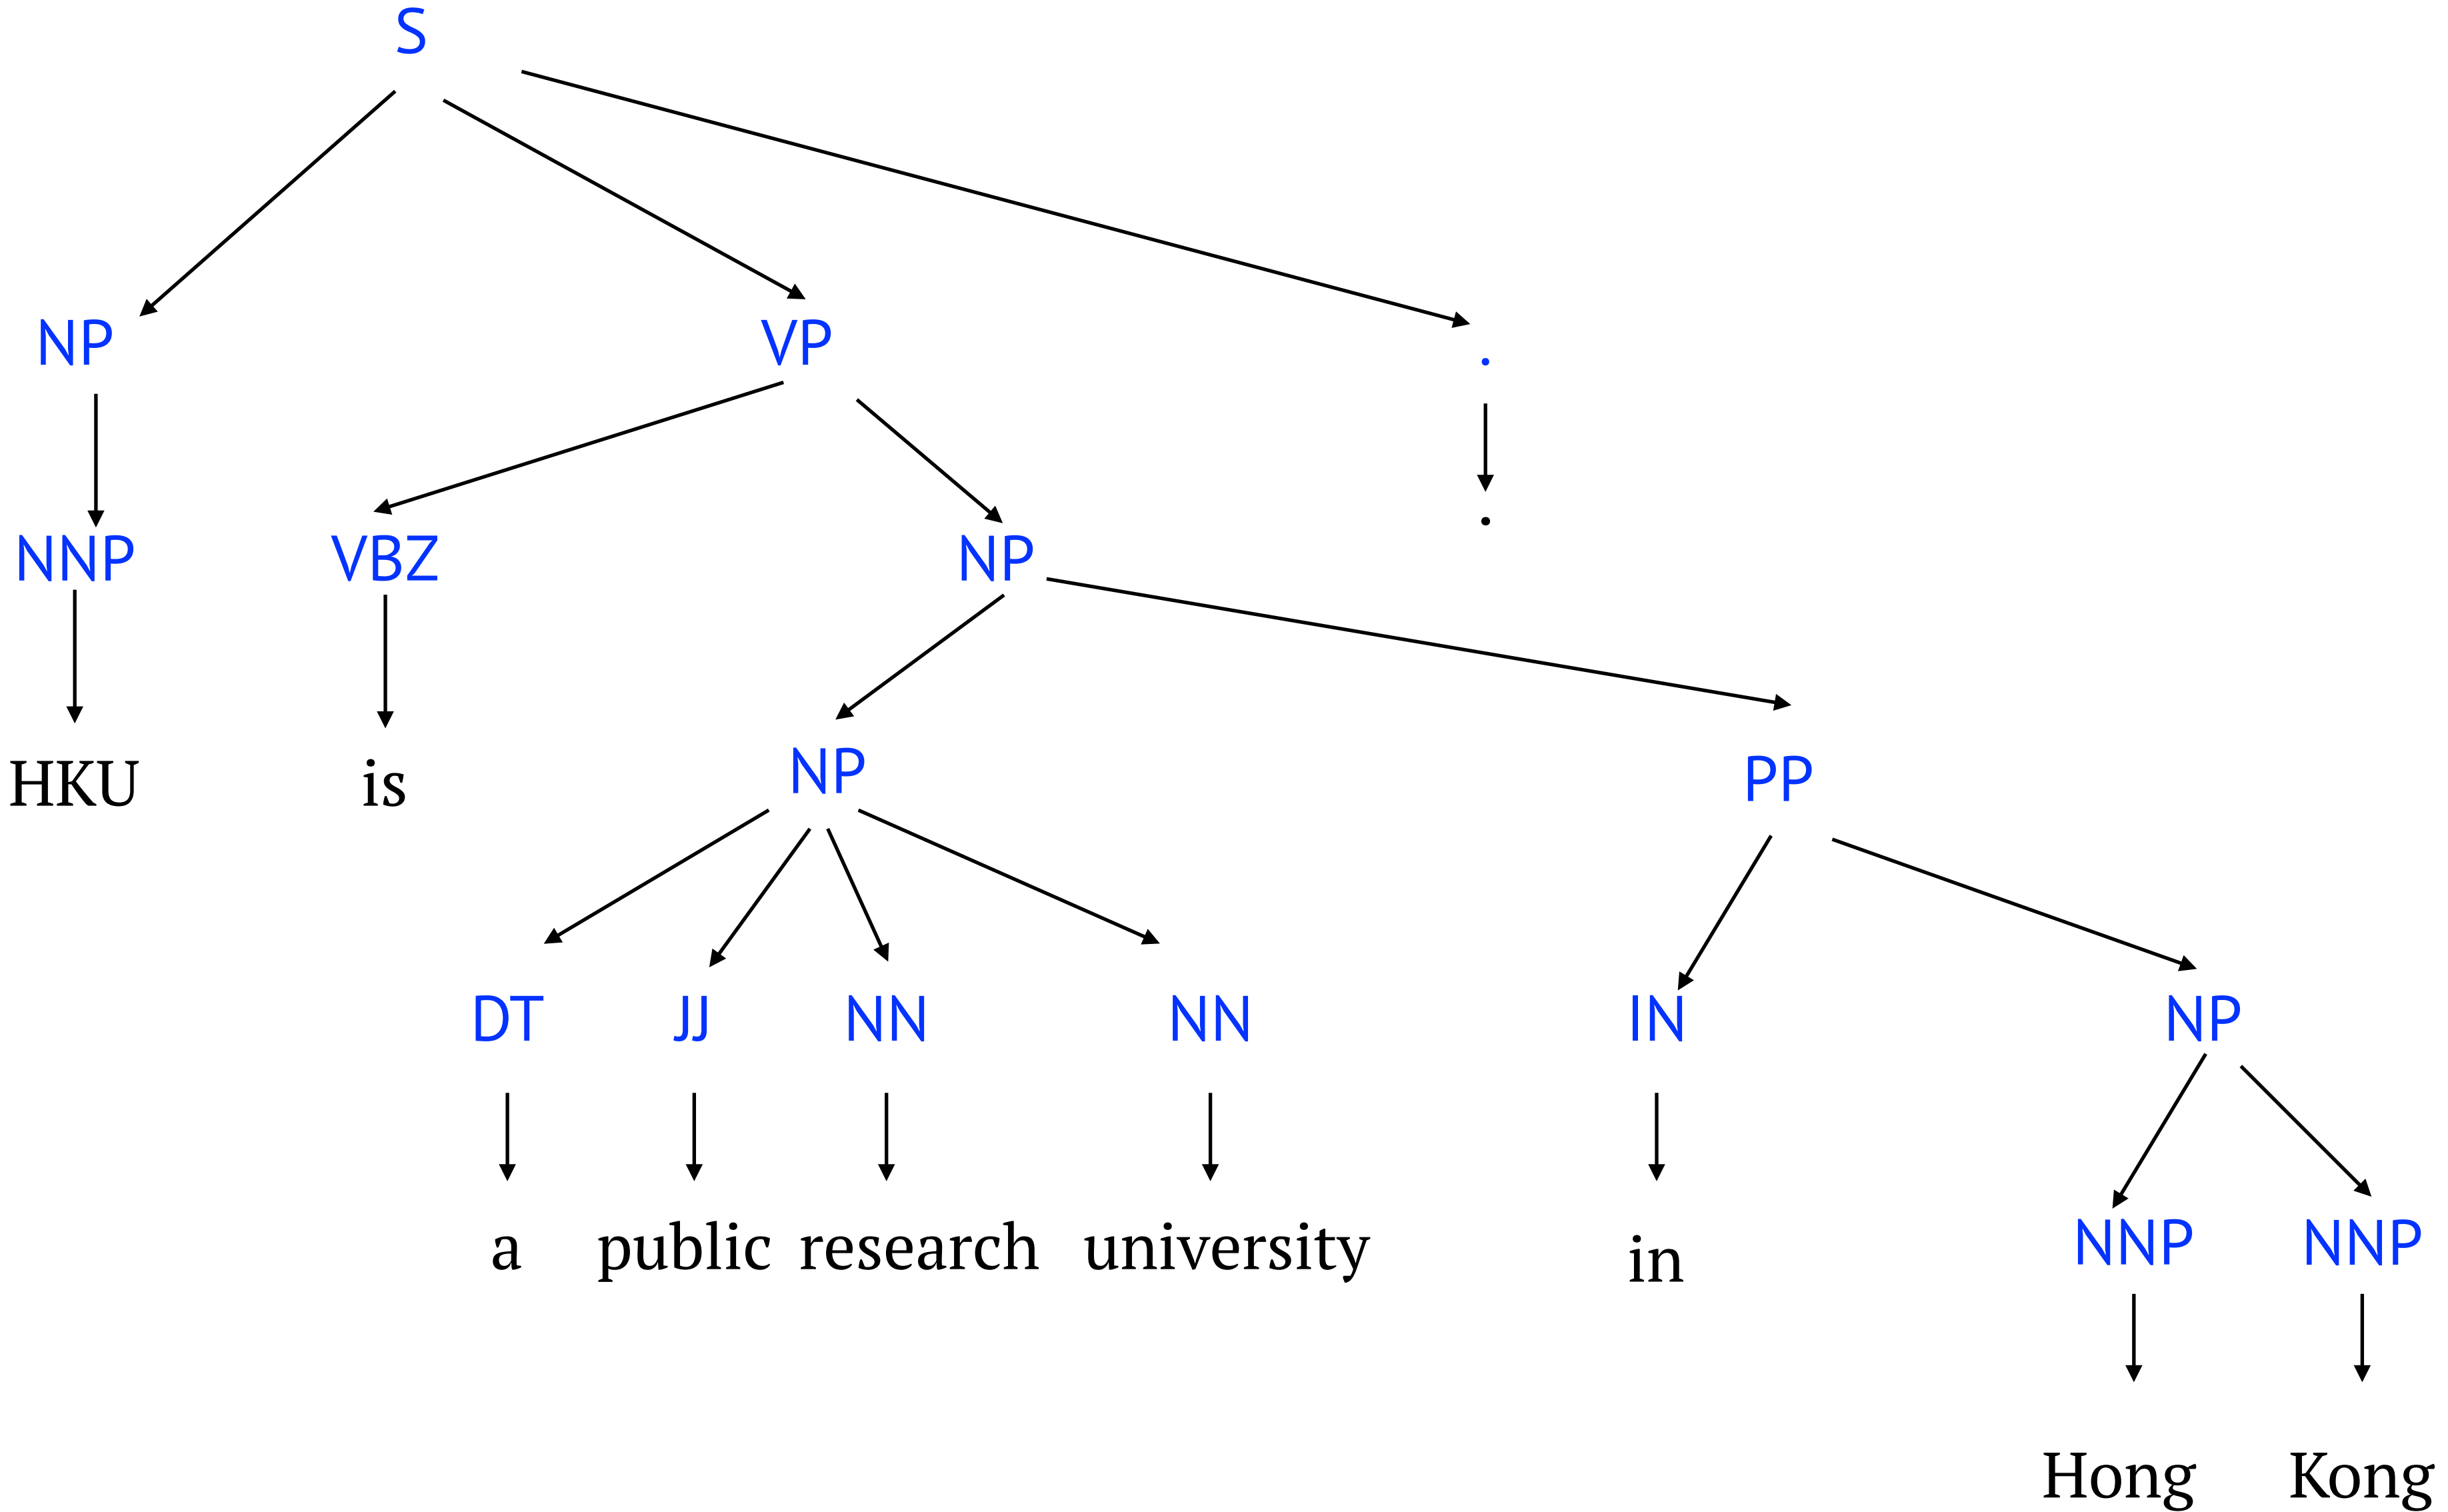 S
NP VP .
NNP VBZ NP .
HKU is NP PP
DT JJ NN NN IN NP
a public research university in NNP NNP
Hong Kong